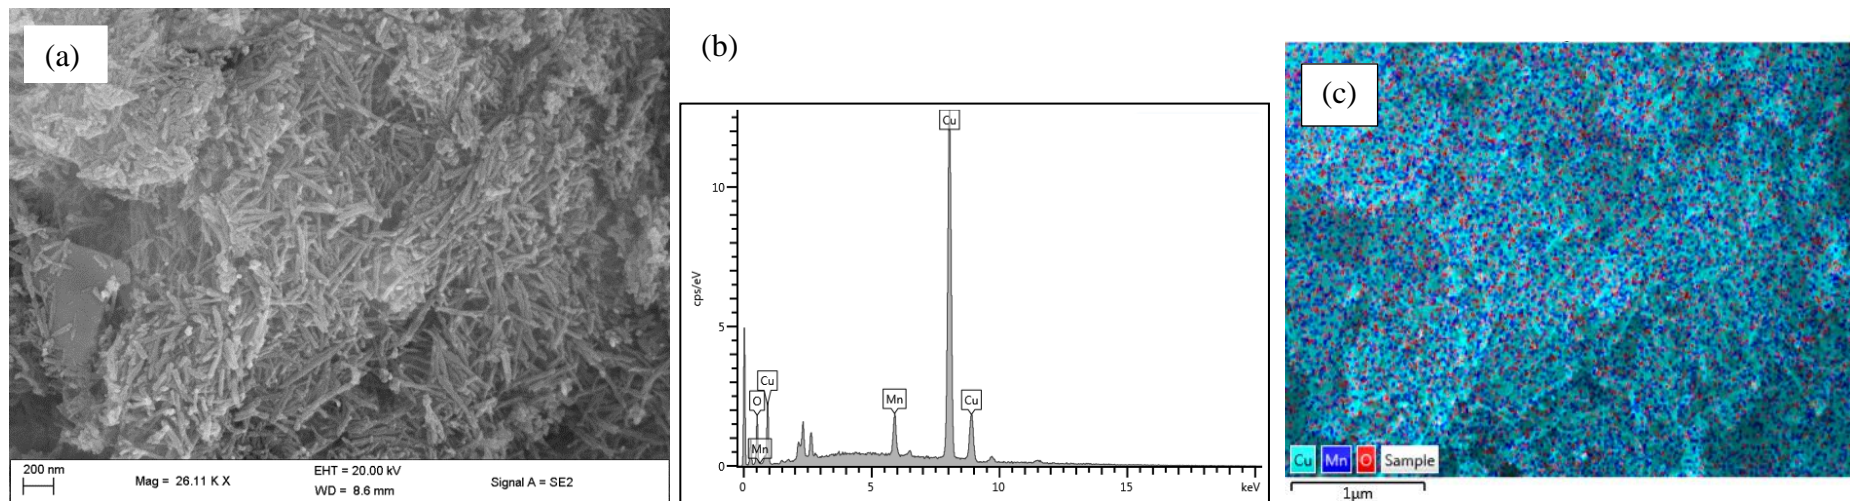 (a)
200 nm
Mag = 26.11 K X
EHT = 20.00 kV
WD = 8.6 mm
Signal A = SE2
(b)
Cu
10
cps/eV
5
Cu
O
Mn
Mn
Cu
0
0
5
10
15
keV
(c)
Cu Mn O Sample
1µm